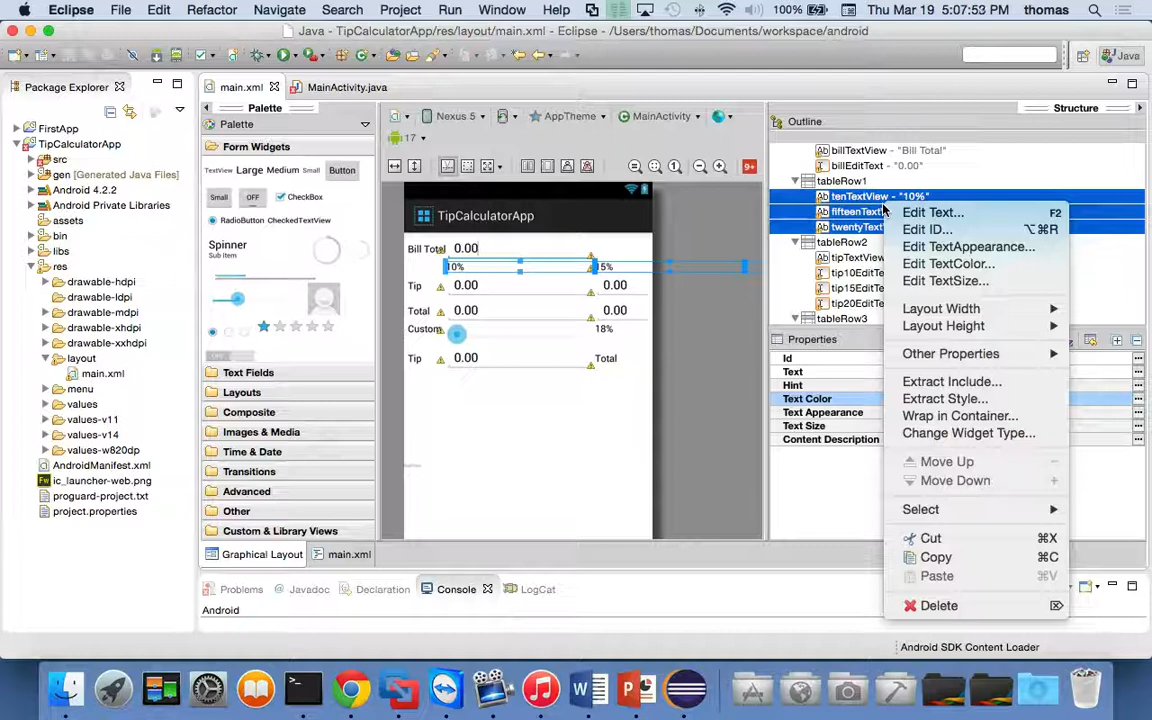 Eclipse File Edit Refactor Navigate Search Project Run Window Help 100% Thu Mar 19 5:07:53 PM thomas
Java - TipCalculatorApp/res/layout/main.xml - Eclipse - /Users/thomas/Documents/workspace/android
Java
Package Explorer
FirstApp
TipCalculatorApp
src
gen [Generated Java Files]
Android 4.2.2
Android Private Libraries
assets
bin
libs
res
drawable-hdpi
drawable-ldpi
drawable-mdpi
drawable-xhdpi
drawable-xxhdpi
layout
main.xml
menu
values
values-v11
values-v14
values-w820dp
AndroidManifest.xml
ic_launcher-web.png
proguard-project.txt
project.properties
main.xml MainActivity.java
Palette
Palette
Form Widgets
TextView Large Medium Small Button
Small OFF CheckBox
RadioButton CheckedTextView
Spinner
Sub Item
OFF
Text Fields
Layouts
Composite
Images & Media
Time & Date
Transitions
Advanced
Other
Custom & Library Views
Graphical Layout main.xml
Nexus 5 AppTheme MainActivity
17
9+
TipCalculatorApp
Bill Total 0.00
10% 15%
Tip 0.00 0.00
Total 0.00 0.00
Custom 18%
Tip 0.00 Total
Structure
Outline
billTextView - "Bill Total"
billEditText - "0.00"
tableRow1
tenTextView - "10%"
fifteenText
twentyText
tableRow2
tipTextView
tip10EditTe
tip15EditTe
tip20EditTe
tableRow3
Properties
Id
Text
Hint
Text Color
Text Appearance
Text Size
Content Description
Edit Text... F2
Edit ID... ⌥⌘R
Edit TextAppearance...
Edit TextColor...
Edit TextSize...
Layout Width
Layout Height
Other Properties
Extract Include...
Extract Style...
Wrap in Container...
Change Widget Type...
Move Up -
Move Down +
Select
Cut ⌘X
Copy ⌘C
Paste ⌘V
Delete
Problems Javadoc Declaration Console LogCat
Android
Android SDK Content Loader